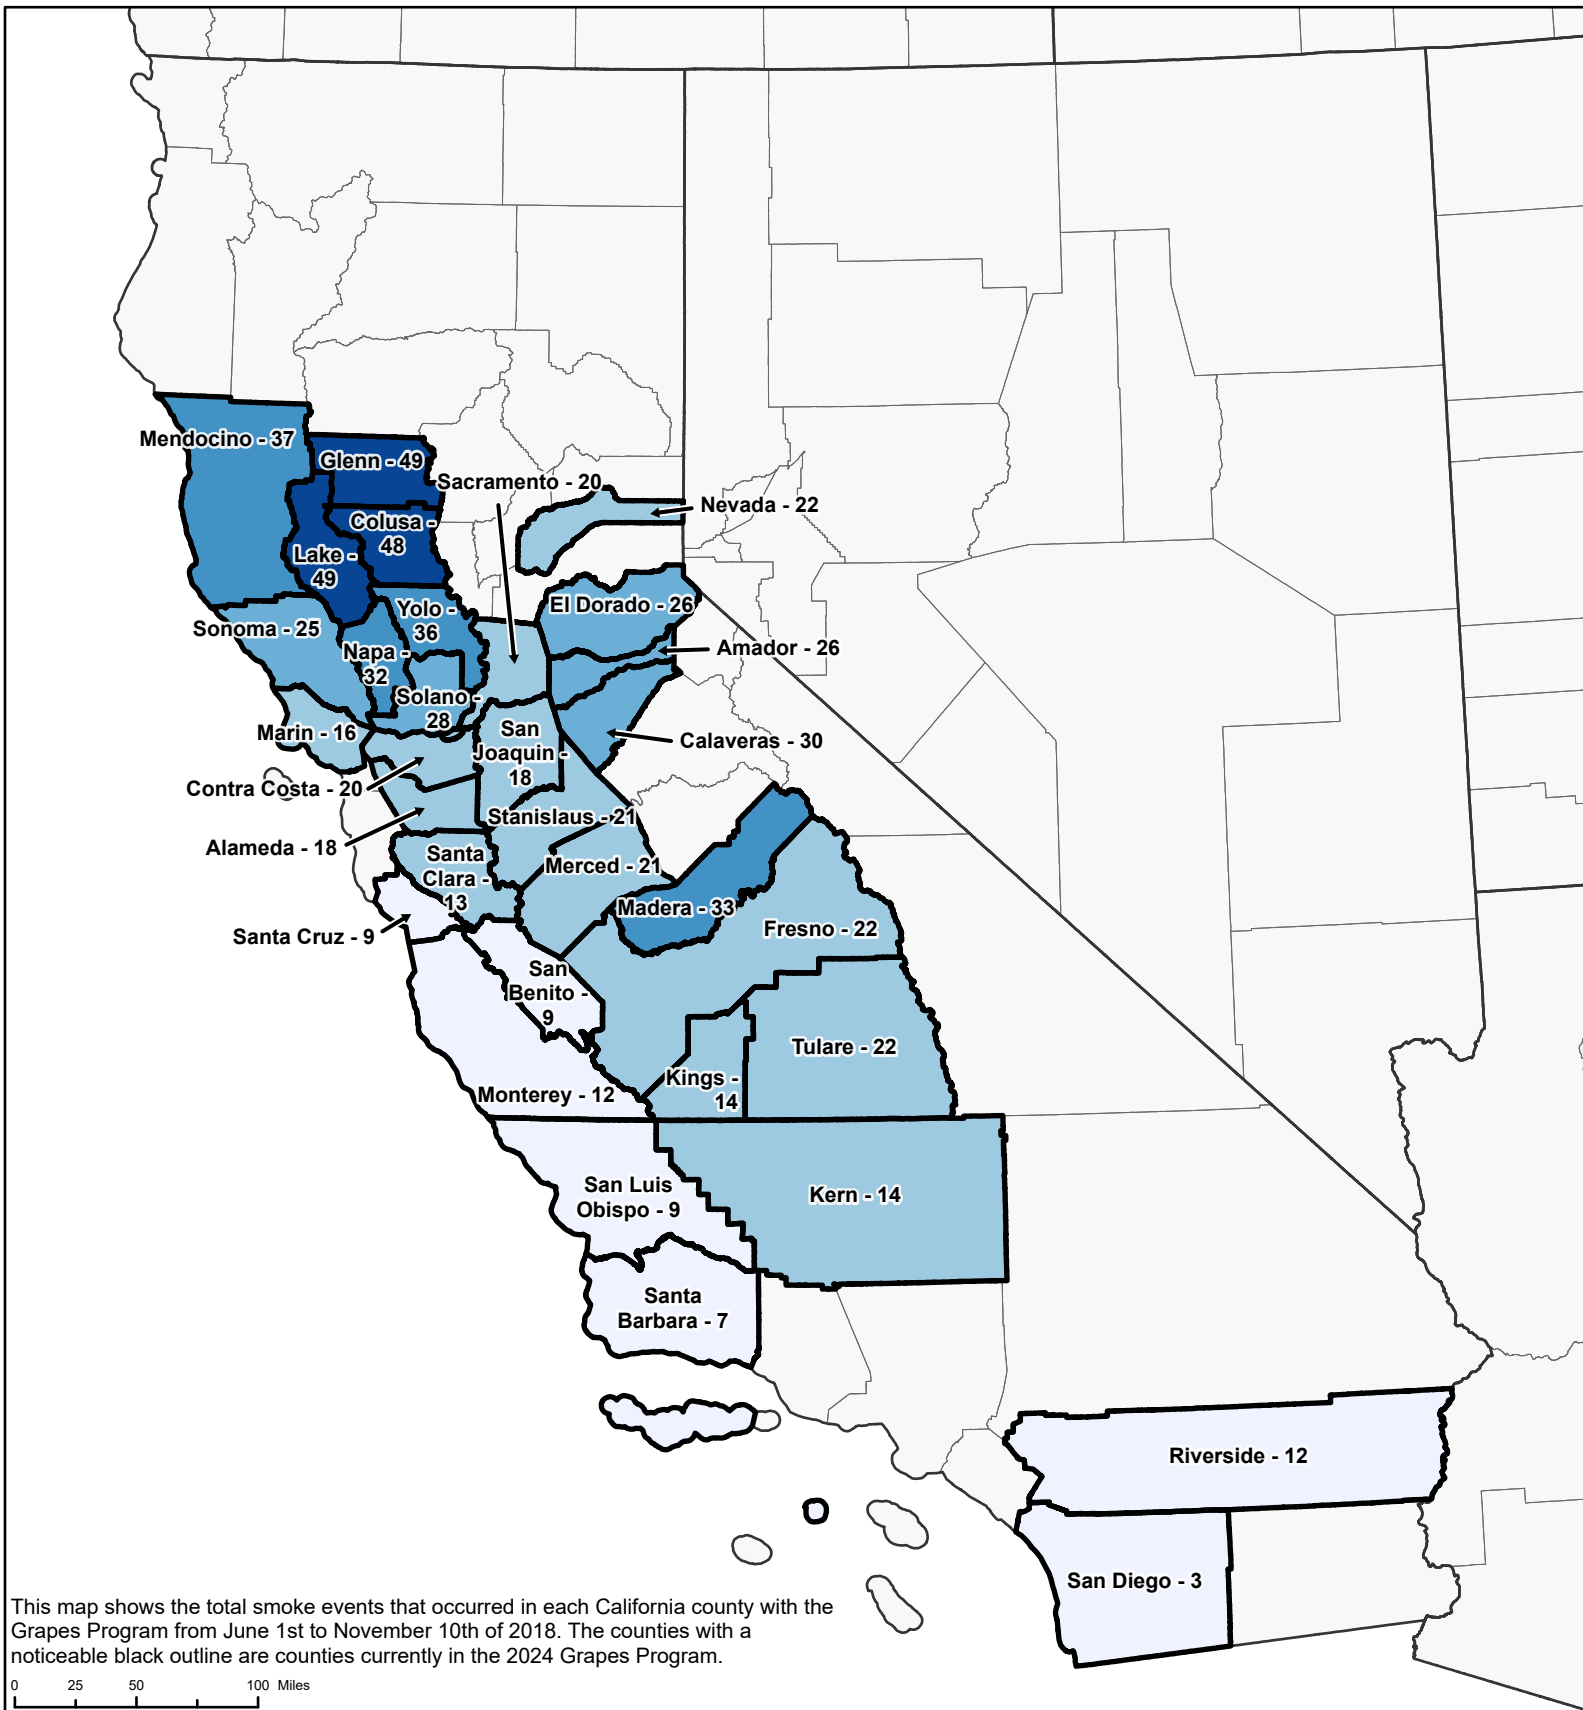 Mendocino - 37
Glenn - 49
Sacramento - 20
Nevada - 22
Colusa -
48
Lake -
49
El Dorado - 26
Yolo -
36
Sonoma - 25
Amador - 26
Napa -
32
Solano -
28
Marin - 16
San
Joaquin -
18
Calaveras - 30
Contra Costa - 20
Stanislaus - 21
Alameda - 18
Santa
Clara -
13
Merced - 21
Madera - 33
Fresno - 22
Santa Cruz - 9
San
Benito -
9
Tulare - 22
Kings -
14
Monterey - 12
San Luis
Obispo - 9
Kern - 14
Santa
Barbara - 7
Riverside - 12
San Diego - 3
This map shows the total smoke events that occurred in each California county with the
Grapes Program from June 1st to November 10th of 2018. The counties with a
noticeable black outline are counties currently in the 2024 Grapes Program.
0 25 50 100 Miles